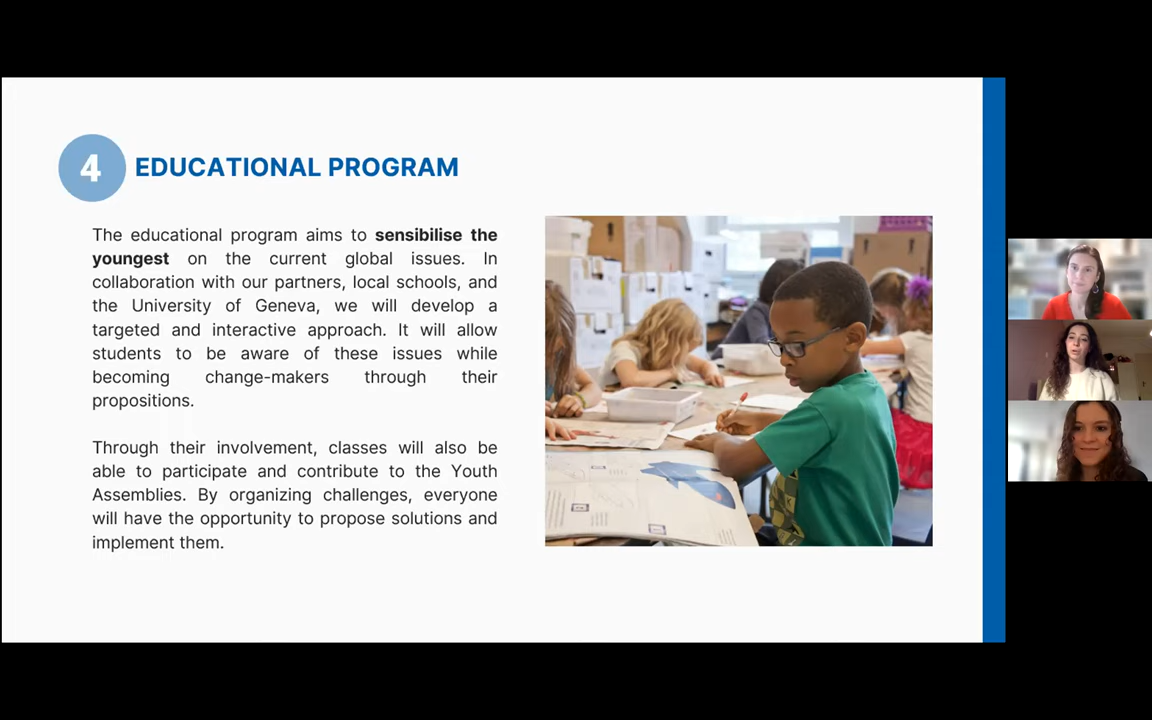 4
EDUCATIONAL PROGRAM
The educational program aims to sensibilise the
youngest on the current global issues. In
collaboration with our partners, local schools, and
the University of Geneva, we will develop a
targeted and interactive approach. It will allow
students to be aware of these issues while
becoming change-makers through their
propositions.
Through their involvement, classes will also be
able to participate and contribute to the Youth
Assemblies. By organizing challenges, everyone
will have the opportunity to propose solutions and
implement them.